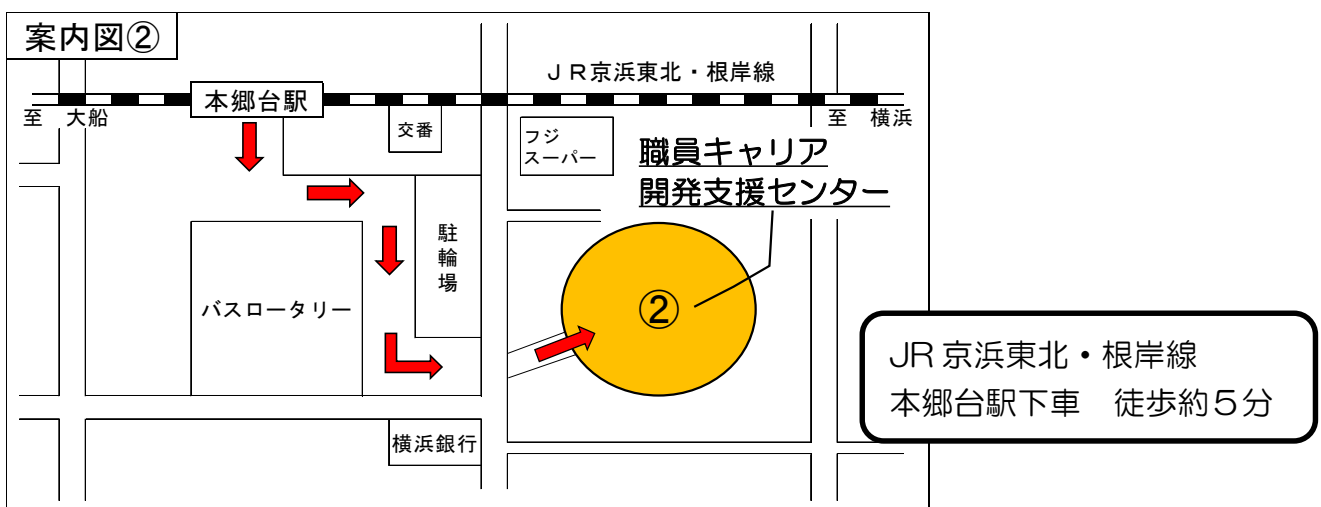 案内図②
ＪＲ京浜東北・根岸線
本郷台駅
至　大船
至　横浜
交番
フジ
スーパー
職員キャリア
開発支援センター
駐
輪
場
バスロータリー
②
JR 京浜東北・根岸線
本郷台駅下車　徒歩約５分
横浜銀行